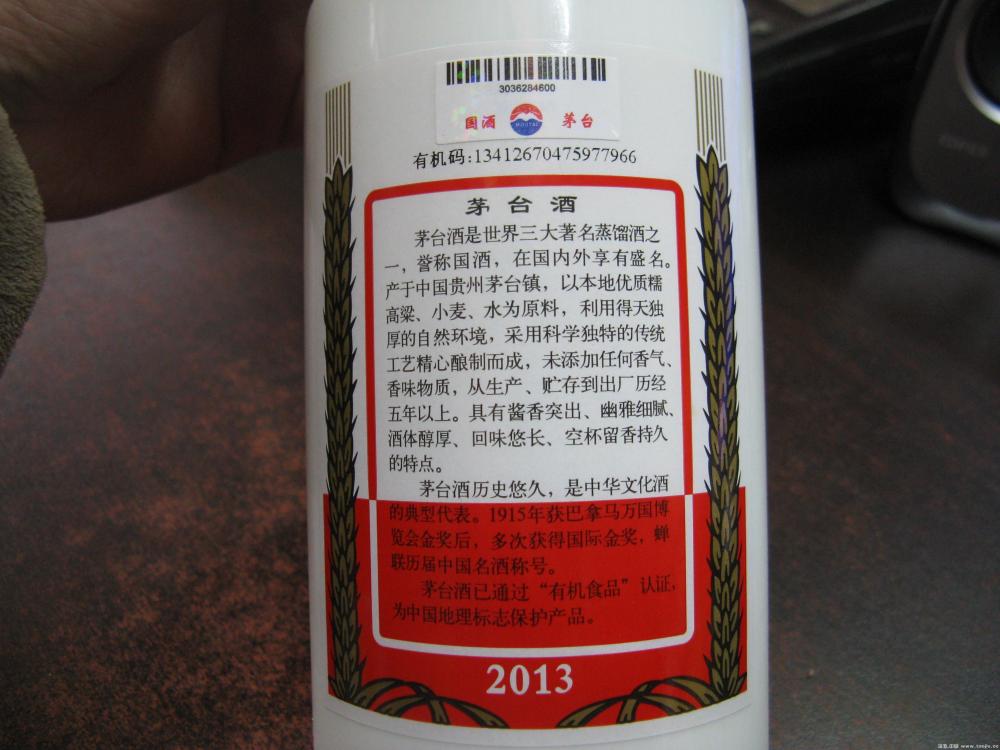 3036284600
国酒 MOUTAI 茅台
有机码:13412670475977966
茅台酒
茅台酒是世界三大著名蒸馏酒之
一，誉称国酒，在国内外享有盛名。
产于中国贵州茅台镇，以本地优质糯
高粱、小麦、水为原料，利用得天独
厚的自然环境，采用科学独特的传统
工艺精心酿制而成，未添加任何香气、
香味物质，从生产、贮存到出厂历经
五年以上。具有酱香突出、幽雅细腻、
酒体醇厚、回味悠长、空杯留香持久
的特点。
茅台酒历史悠久，是中华文化酒
的典型代表。1915年获巴拿马万国博
览会金奖后，多次获得国际金奖，蝉
联历届中国名酒称号。
茅台酒已通过“有机食品”认证，
为中国地理标志保护产品。
2013